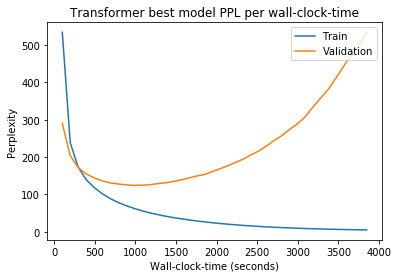 Transformer best model PPL per wall-clock-time
Train
Validation
Perplexity
500
400
300
200
100
0
0 500 1000 1500 2000 2500 3000 3500 4000
Wall-clock-time (seconds)